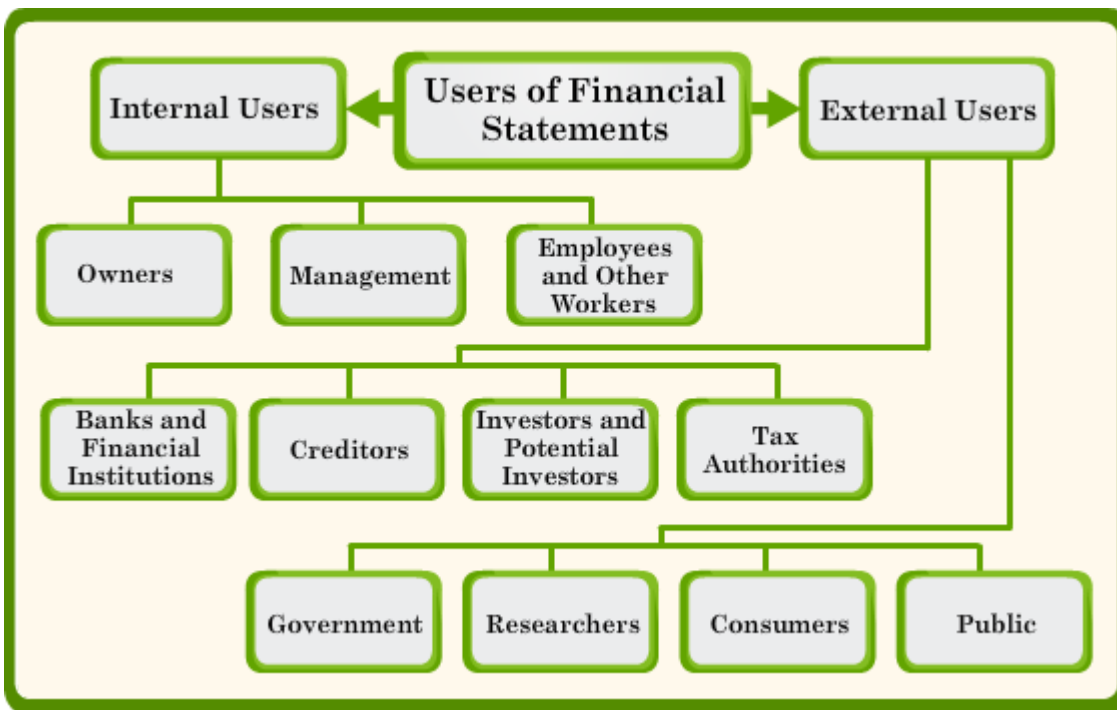 Users of Financial
Statements
Internal Users
External Users
Owners
Management
Employees
and Other
Workers
Banks and
Financial
Institutions
Creditors
Investors and
Potential
Investors
Tax
Authorities
Government
Researchers
Consumers
Public